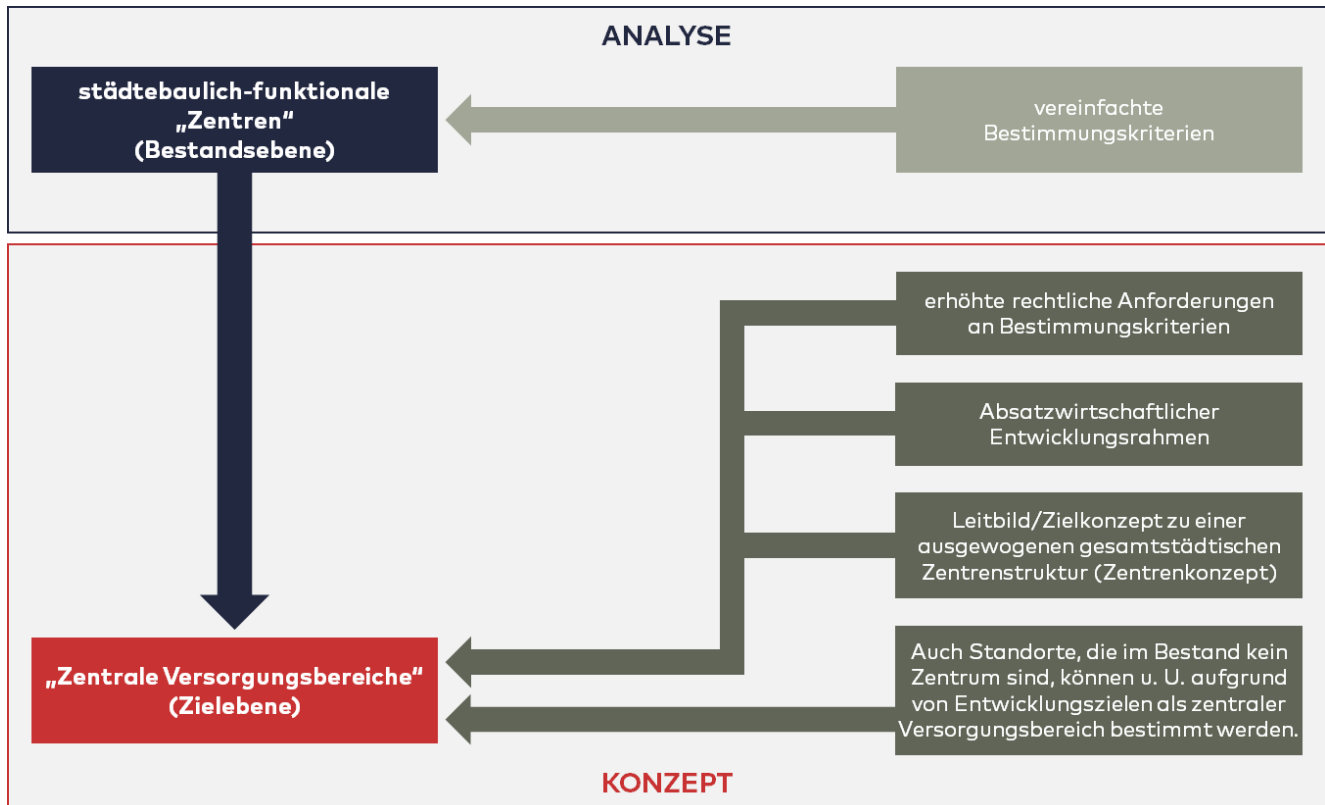 ANALYSE
städtebaulich-funktionale
„Zentren“
(Bestandsebene)
vereinfachte
Bestimmungskriterien
erhöhte rechtliche Anforderungen
an Bestimmungskriterien
Absatzwirtschaftlicher
Entwicklungsrahmen
Leitbild/Zielkonzept zu einer
ausgewogenen gesamtstädtischen
Zentrenstruktur (Zentrenkonzept)
„Zentrale Versorgungsbereiche“
(Zielebene)
Auch Standorte, die im Bestand kein
Zentrum sind, können u. U. aufgrund
von Entwicklungszielen als zentraler
Versorgungsbereich bestimmt werden.
KONZEPT